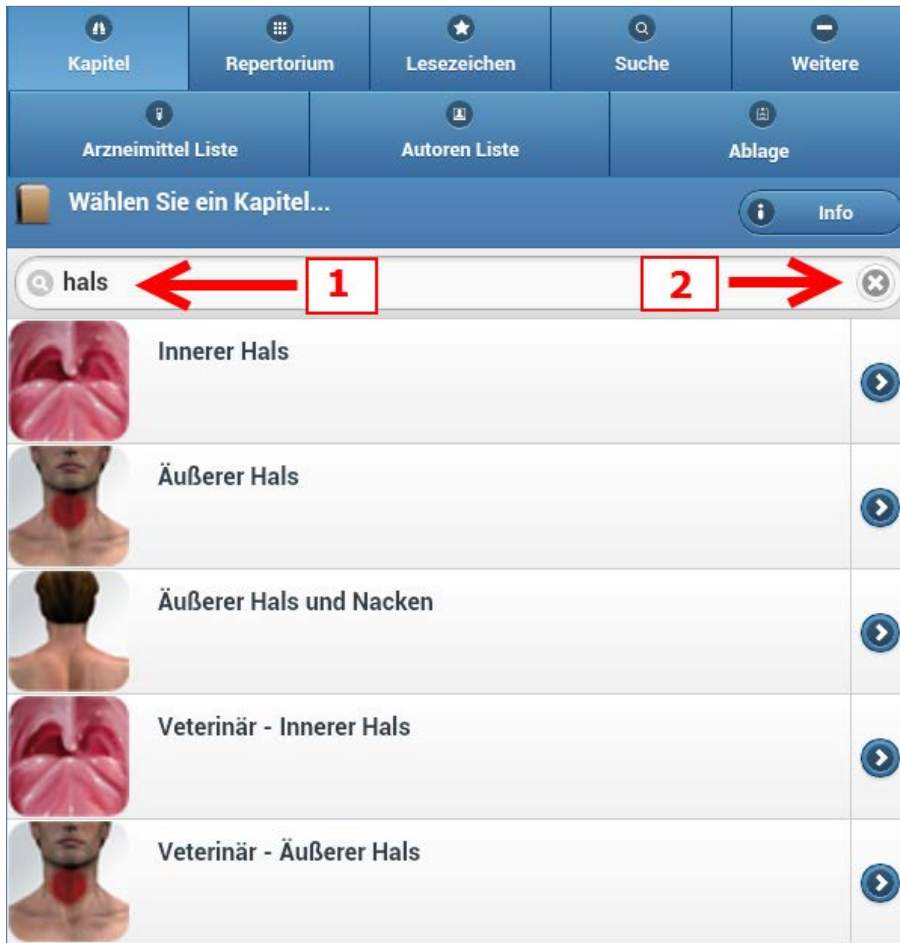 Kapitel Repertorium Lesezeichen Suche Weitere
Arzneimittel Liste Autoren Liste Ablage
Wählen Sie ein Kapitel... Info
hals 1 2
Innerer Hals
Äußerer Hals
Äußerer Hals und Nacken
Veterinär - Innerer Hals
Veterinär - Äußerer Hals